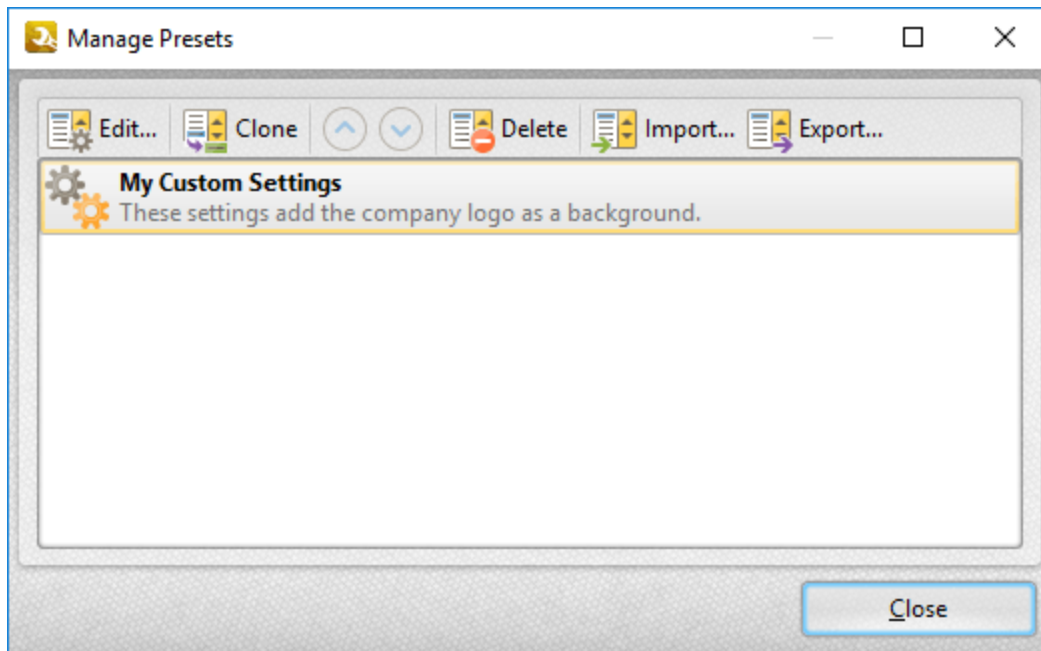 Manage Presets
Edit... Clone Delete Import... Export...
My Custom Settings
These settings add the company logo as a background.
Close